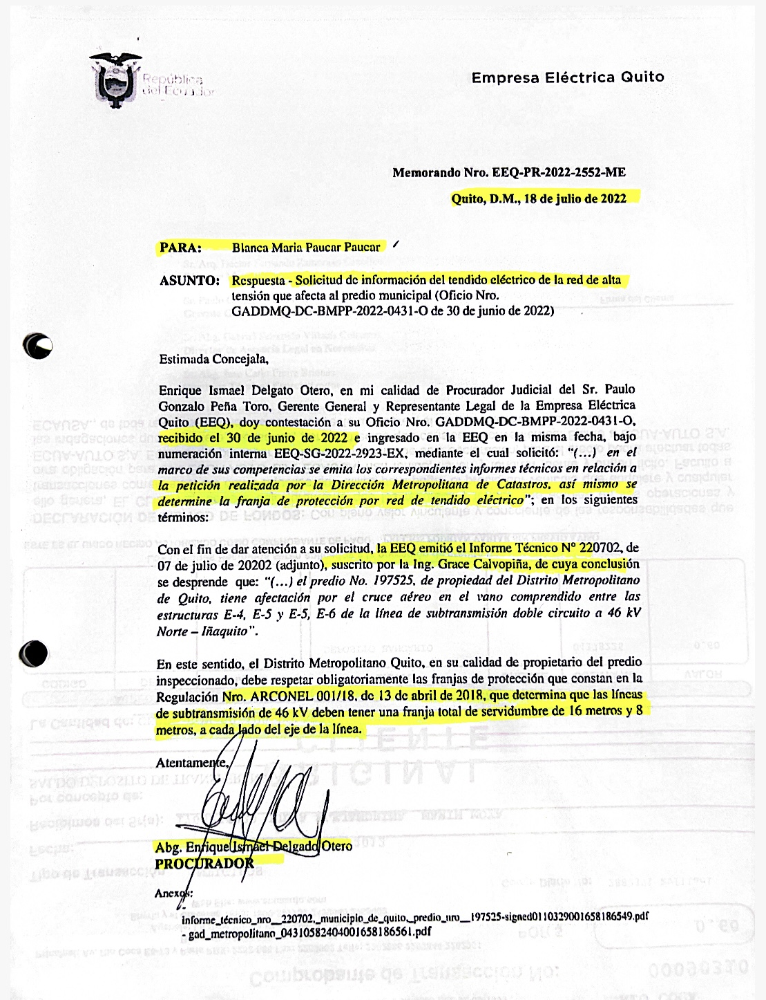 República
del Ecuador
Empresa Eléctrica Quito
Memorando Nro. EEQ-PR-2022-2552-ME
Quito, D.M., 18 de julio de 2022
PARA: Blanca Maria Paucar Paucar
ASUNTO: Respuesta - Solicitud de información del tendido eléctrico de la red de alta
tensión que afecta al predio municipal (Oficio Nro.
GADDMQ-DC-BMPP-2022-0431-O de 30 de junio de 2022)
Estimada Concejala,
Enrique Ismael Delgato Otero, en mi calidad de Procurador Judicial del Sr. Paulo
Gonzalo Peña Toro, Gerente General y Representante Legal de la Empresa Eléctrica
Quito (EEQ), doy contestación a su Oficio Nro. GADDMQ-DC-BMPP-2022-0431-O,
recibido el 30 de junio de 2022 e ingresado en la EEQ en la misma fecha, bajo
numeración interna EEQ-SG-2022-2923-EX, mediante el cual solicitó: "(...) en el
marco de sus competencias se emita los correspondientes informes técnicos en relación a
la petición realizada por la Dirección Metropolitana de Catastros, así mismo se
determine la franja de protección por red de tendido eléctrico"; en los siguientes
términos:
Con el fin de dar atención a su solicitud, la EEQ emitió el Informe Técnico N° 220702, de
07 de julio de 20202 (adjunto), suscrito por la Ing. Grace Calvopiña, de cuya conclusión
se desprende que: "(...) el predio No. 197525, de propiedad del Distrito Metropolitano
de Quito, tiene afectación por el cruce aéreo en el vano comprendido entre las
estructuras E-4, E-5 y E-5, E-6 de la línea de subtransmisión doble circuito a 46 kV
Norte – Iñaquito".
En este sentido, el Distrito Metropolitano Quito, en su calidad de propietario del predio
inspeccionado, debe respetar obligatoriamente las franjas de protección que constan en la
Regulación Nro. ARCONEL 001/18, de 13 de abril de 2018, que determina que las líneas
de subtransmisión de 46 kV deben tener una franja total de servidumbre de 16 metros y 8
metros, a cada lado del eje de la línea.
Atentamente,
Abg. Enrique Ismael Delgado Otero
PROCURADOR
Anexos:
-
informe_técnico_nro__220702,_municipio_de_quito,_predio_nro__197525-signed0110329001658186549.pdf
- gad_metropolitano_04310582404001658186561.pdf